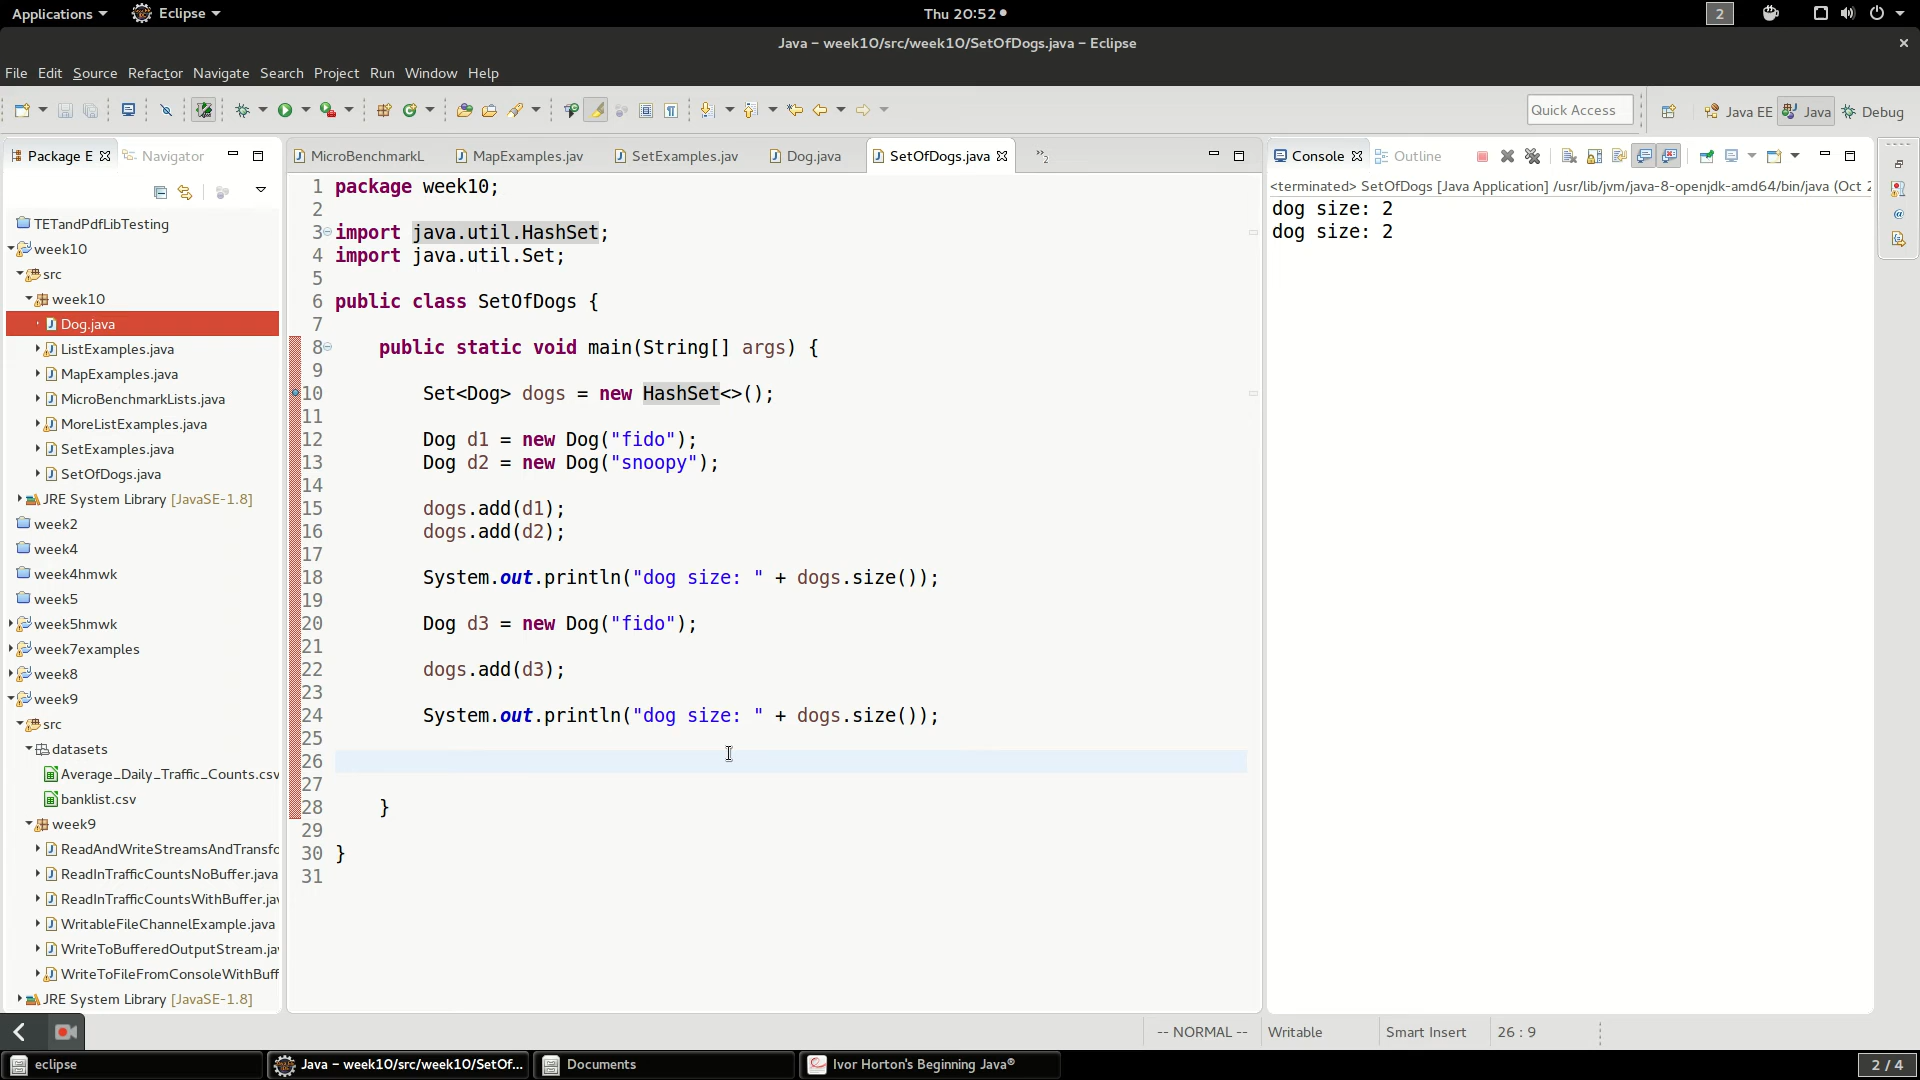 Applications
Eclipse
Thu 20:52
2
Java – week10/src/week10/SetOfDogs.java – Eclipse
File Edit Source Refactor Navigate Search Project Run Window Help
Quick Access
Java EE
Java
Debug
Package E
Navigator
MicroBenchmarkL
MapExamples.jav
SetExamples.jav
Dog.java
SetOfDogs.java
»2
Console
Outline
TETandPdfLibTesting
week10
src
week10
Dog.java
ListExamples.java
MapExamples.java
MicroBenchmarkLists.java
MoreListExamples.java
SetExamples.java
SetOfDogs.java
JRE System Library [JavaSE-1.8]
week2
week4
week4hmwk
week5
week5hmwk
week7examples
week8
week9
src
datasets
Average_Daily_Traffic_Counts.csv
banklist.csv
week9
ReadAndWriteStreamsAndTransfo
ReadInTrafficCountsNoBuffer.java
ReadInTrafficCountsWithBuffer.jav
WritableFileChannelExample.java
WriteToBufferedOutputStream.jav
WriteToFileFromConsoleWithBuff
JRE System Library [JavaSE-1.8]
1 package week10;
2
3 import java.util.HashSet;
4 import java.util.Set;
5
6 public class SetOfDogs {
7
8 public static void main(String[] args) {
9
10 Set<Dog> dogs = new HashSet<>();
11
12 Dog d1 = new Dog("fido");
13 Dog d2 = new Dog("snoopy");
14
15 dogs.add(d1);
16 dogs.add(d2);
17
18 System.out.println("dog size: " + dogs.size());
19
20 Dog d3 = new Dog("fido");
21
22 dogs.add(d3);
23
24 System.out.println("dog size: " + dogs.size());
25
26
27
28 }
29
30 }
31
<terminated> SetOfDogs [Java Application] /usr/lib/jvm/java-8-openjdk-amd64/bin/java (Oct 2
dog size: 2
dog size: 2
-- NORMAL --
Writable
Smart Insert
26 : 9
eclipse
Java – week10/src/week10/SetOf...
Documents
Ivor Horton's Beginning Java®
2 / 4